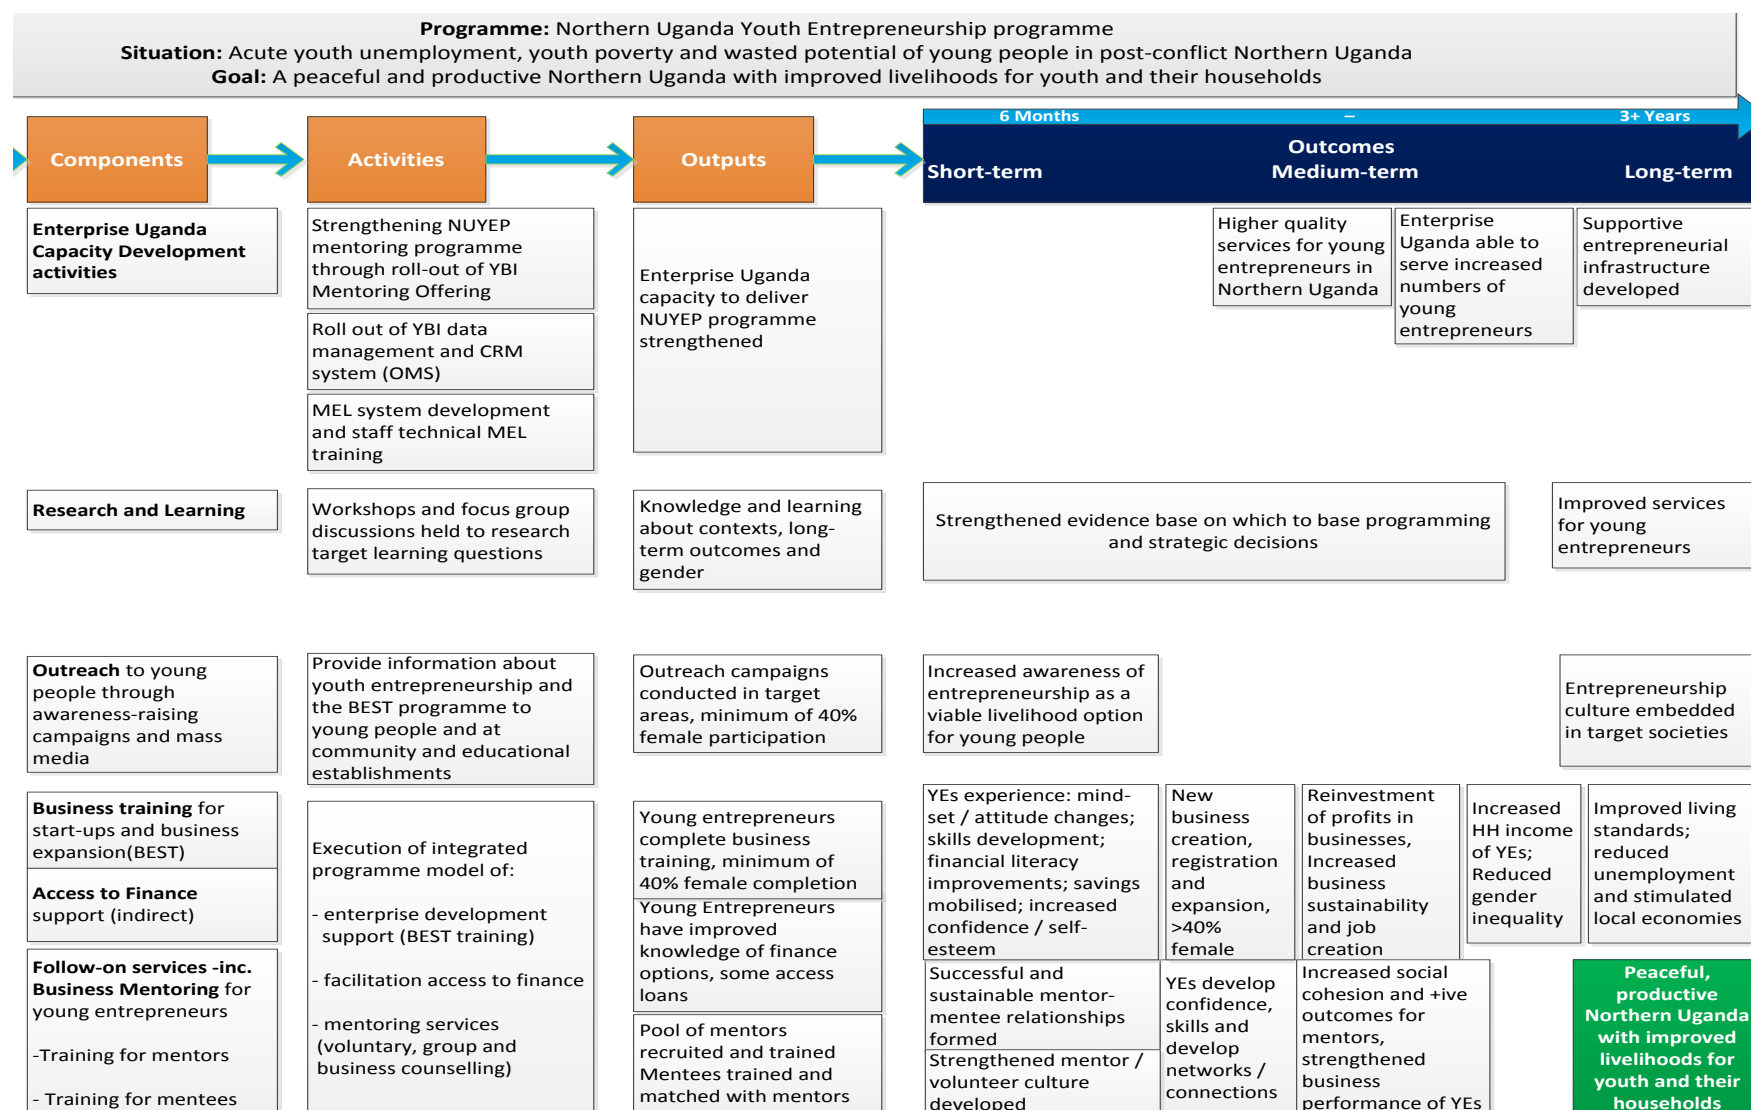 Programme: Northern Uganda Youth Entrepreneurship programme
Situation: Acute youth unemployment, youth poverty and wasted potential of young people in post-conflict Northern Uganda
Goal: A peaceful and productive Northern Uganda with improved livelihoods for youth and their households
Components
Activities
Outputs
6 Months
–
3+ Years
Outcomes
Short-term
Medium-term
Long-term
Enterprise Uganda
Capacity Development
activities
Strengthening NUYEP
mentoring programme
through roll-out of YBI
Mentoring Offering
Roll out of YBI data
management and CRM
system (OMS)
MEL system development
and staff technical MEL
training
Enterprise Uganda
capacity to deliver
NUYEP programme
strengthened
Higher quality
services for young
entrepreneurs in
Northern Uganda
Enterprise
Uganda able to
serve increased
numbers of
young
entrepreneurs
Supportive
entrepreneurial
infrastructure
developed
Research and Learning
Workshops and focus group
discussions held to research
target learning questions
Knowledge and learning
about contexts, long-
term outcomes and
gender
Strengthened evidence base on which to base programming
and strategic decisions
Improved services
for young
entrepreneurs
Outreach to young
people through
awareness-raising
campaigns and mass
media
Provide information about
youth entrepreneurship and
the BEST programme to
young people and at
community and educational
establishments
Outreach campaigns
conducted in target
areas, minimum of 40%
female participation
Increased awareness of
entrepreneurship as a
viable livelihood option
for young people
Entrepreneurship
culture embedded
in target societies
Business training for
start-ups and business
expansion(BEST)
Access to Finance
support (indirect)
Follow-on services -inc.
Business Mentoring for
young entrepreneurs
-Training for mentors
- Training for mentees
Execution of integrated
programme model of:
- enterprise development
support (BEST training)
- facilitation access to finance
- mentoring services
(voluntary, group and
business counselling)
Young entrepreneurs
complete business
training, minimum of
40% female completion
Young Entrepreneurs
have improved
knowledge of finance
options, some access
loans
Pool of mentors
recruited and trained
Mentees trained and
matched with mentors
YEs experience: mind-
set / attitude changes;
skills development;
financial literacy
improvements; savings
mobilised; increased
confidence / self-
esteem
New
business
creation,
registration
and
expansion,
>40%
female
Reinvestment
of profits in
businesses,
Increased
business
sustainability
and job
creation
Increased
HH income
of YEs;
Reduced
gender
inequality
Improved living
standards;
reduced
unemployment
and stimulated
local economies
Successful and
sustainable mentor-
mentee relationships
formed
Strengthened mentor /
volunteer culture
developed
YEs develop
confidence,
skills and
develop
networks /
connections
Increased social
cohesion and +ive
outcomes for
mentors,
strengthened
business
performance of YEs
Peaceful,
productive
Northern Uganda
with improved
livelihoods for
youth and their
households